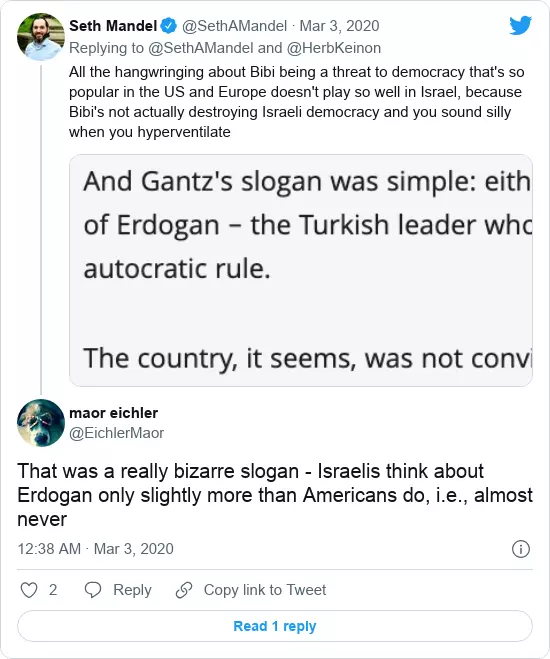 Seth Mandel @SethAMandel · Mar 3, 2020
Replying to @SethAMandel and @HerbKeinon
All the hangwringing about Bibi being a threat to democracy that's so
popular in the US and Europe doesn't play so well in Israel, because
Bibi's not actually destroying Israeli democracy and you sound silly
when you hyperventilate
And Gantz's slogan was simple: eith
of Erdogan – the Turkish leader who
autocratic rule.
The country, it seems, was not convi
maor eichler
@EichlerMaor
That was a really bizarre slogan - Israelis think about
Erdogan only slightly more than Americans do, i.e., almost
never
12:38 AM · Mar 3, 2020
2 Reply Copy link to Tweet
Read 1 reply